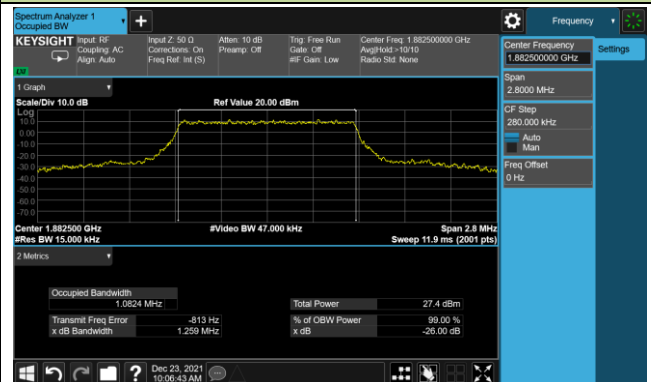 Spectrum Analyzer 1
Occupied BW
Frequency
KEYSIGHT
Input: RF
Coupling: AC
Align: Auto
Input Z: 50 Ω
Corrections: On
Freq Ref: Int (S)
Atten: 10 dB
Preamp: Off
Trig: Free Run
Gate: Off
#IF Gain: Low
Center Freq: 1.882500000 GHz
Avg|Hold:>10/10
Radio Std: None
Center Frequency
1.882500000 GHz
Settings
Span
2.8000 MHz
CF Step
280.000 kHz
Auto
Man
Freq Offset
0 Hz
1 Graph
Scale/Div 10.0 dB
Ref Value 20.00 dBm
Log
10.0
0.00
-10.0
-20.0
-30.0
-40.0
-50.0
-60.0
-70.0
Center 1.882500 GHz
#Video BW 47.000 kHz
Span 2.8 MHz
#Res BW 15.000 kHz
Sweep 11.9 ms (2001 pts)
2 Metrics
Occupied Bandwidth
1.0824 MHz
Total Power
27.4 dBm
Transmit Freq Error
-813 Hz
% of OBW Power
99.00 %
x dB Bandwidth
1.259 MHz
x dB
-26.00 dB
Dec 23, 2021
10:06:43 AM